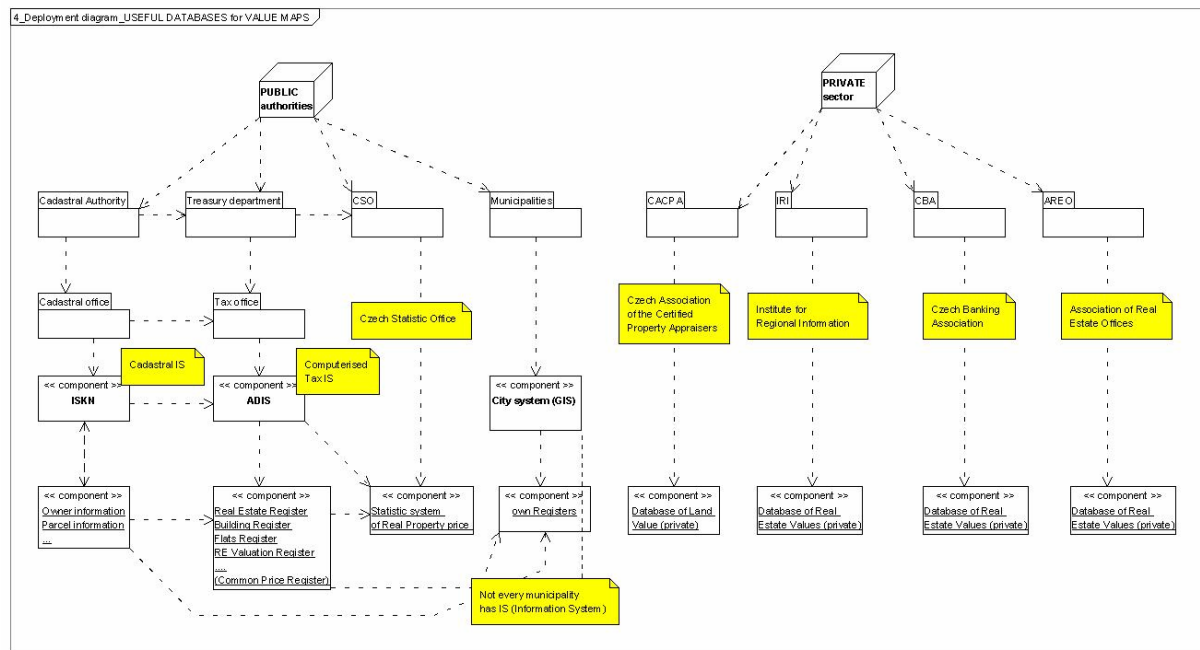 4_Deployment diagram_USEFUL DATABASES for VALUE MAPS
PUBLIC
authorities
PRIVATE
sector
Cadastral Authority
Treasury department
CSO
Municipalities
CACPA
IRI
CBA
AREO
Cadastral office
Tax office
Czech Statistic Office
Czech Association
of the Certified
Property Appraisers
Institute for
Regional Information
Czech Banking
Association
Association of Real
Estate Offices
Cadastral IS
Computerised
Tax IS
<< component >>
ISKN
<< component >>
ADIS
<< component >>
City system (GIS)
<< component >>
Owner information
Parcel information
...
<< component >>
Real Estate Register
Building Register
Flats Register
RE Valuation Register
....
(Common Price Register)
<< component >>
Statistic system
of Real Property price
<< component >>
own Registers
<< component >>
Database of Land
Value (private)
<< component >>
Database of Real
Estate Values (private)
<< component >>
Database of Real
Estate Values (private)
<< component >>
Database of Real
Estate Values (private)
Not every municipality
has IS (Information System)